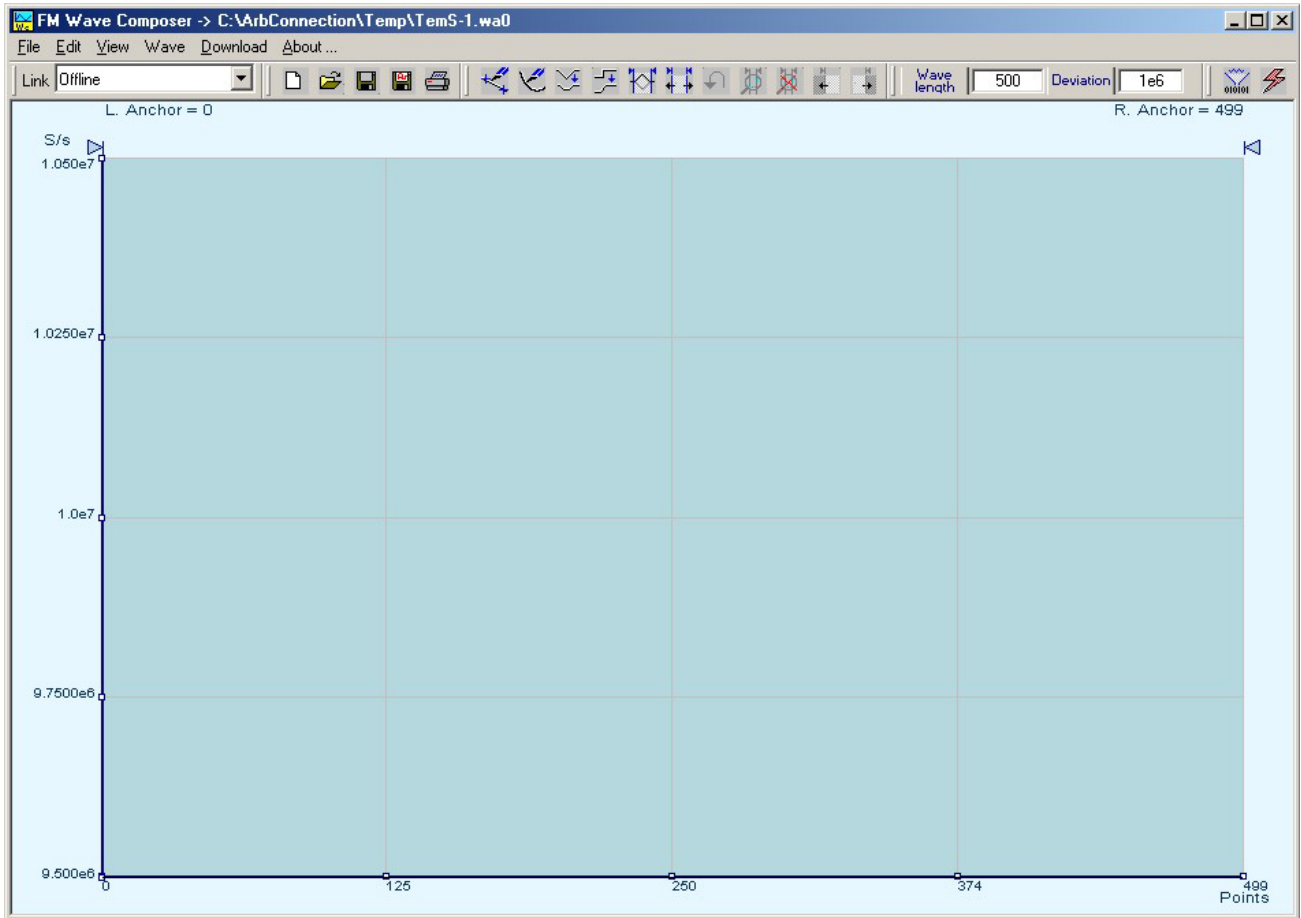 FM Wave Composer -> C:\ArbConnection\Temp\TemS-1.wa0
File Edit View Wave Download About ...
Link Offline Wave length 500 Deviation 1e6 010101
L. Anchor = 0 R. Anchor = 499
S/s
1.050e7
1.0250e7
1.0e7
9.7500e6
9.500e6
0 125 250 374 499
Points